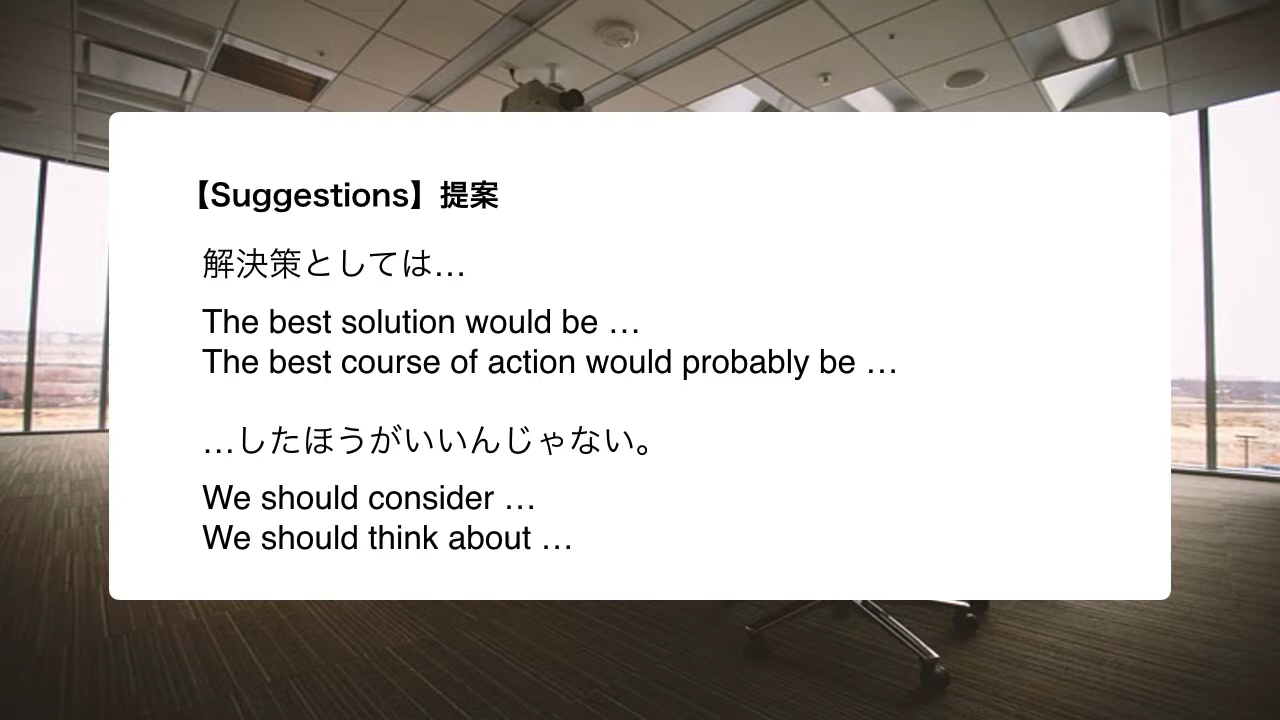 【Suggestions】提案
解決策としては…
The best solution would be …
The best course of action would probably be …
…したほうがいいんじゃない。
We should consider …
We should think about …